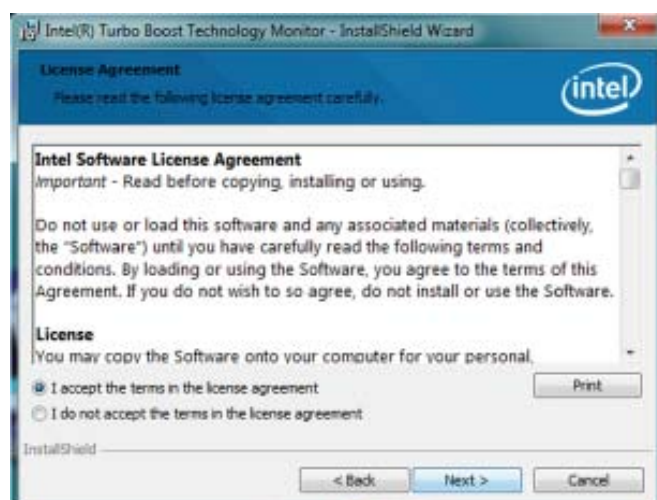 Intel(R) Turbo Boost Technology Monitor - InstallShield Wizard
License Agreement
Please read the following license agreement carefully.
intel
Intel Software License Agreement
Important - Read before copying, installing or using.
Do not use or load this software and any associated materials (collectively,
the "Software") until you have carefully read the following terms and
conditions. By loading or using the Software, you agree to the terms of this
Agreement. If you do not wish to so agree, do not install or use the Software.
License
You may copy the Software onto your computer for your personal,
I accept the terms in the license agreement
Print
I do not accept the terms in the license agreement
InstallShield
< Back
Next >
Cancel